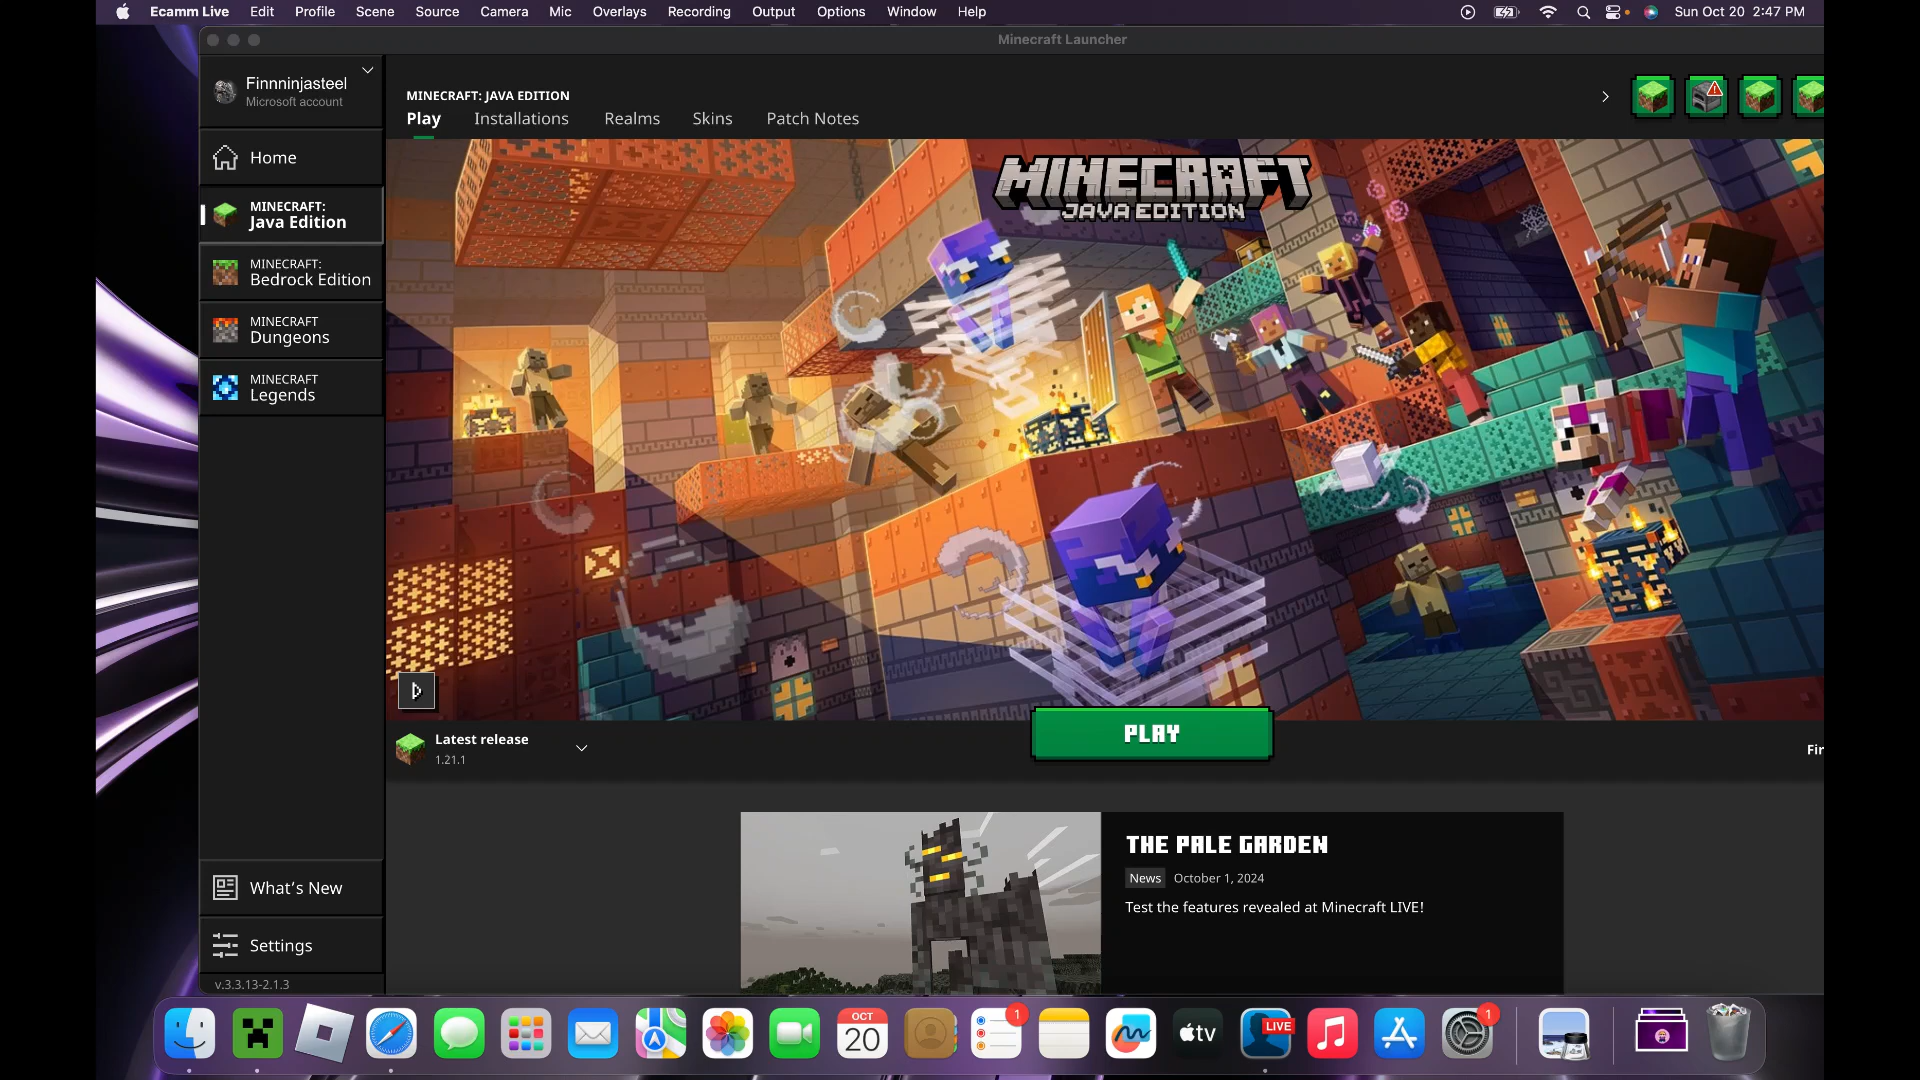 Ecamm Live Edit Profile Scene Source Camera Mic Overlays Recording Output Options Window Help Sun Oct 20 2:47 PM
Minecraft Launcher
Finnninjasteel
Microsoft account
MINECRAFT: JAVA EDITION
Play Installations Realms Skins Patch Notes
Home
MINECRAFT:
Java Edition
MINECRAFT:
Bedrock Edition
MINECRAFT
Dungeons
MINECRAFT
Legends
MINECRAFT
JAVA EDITION
PLAY
Latest release
1.21.1
Fir
THE PALE GARDEN
News October 1, 2024
Test the features revealed at Minecraft LIVE!
What's New
Settings
v.3.3.13-2.1.3
OCT
20
1
tv
LIVE
1